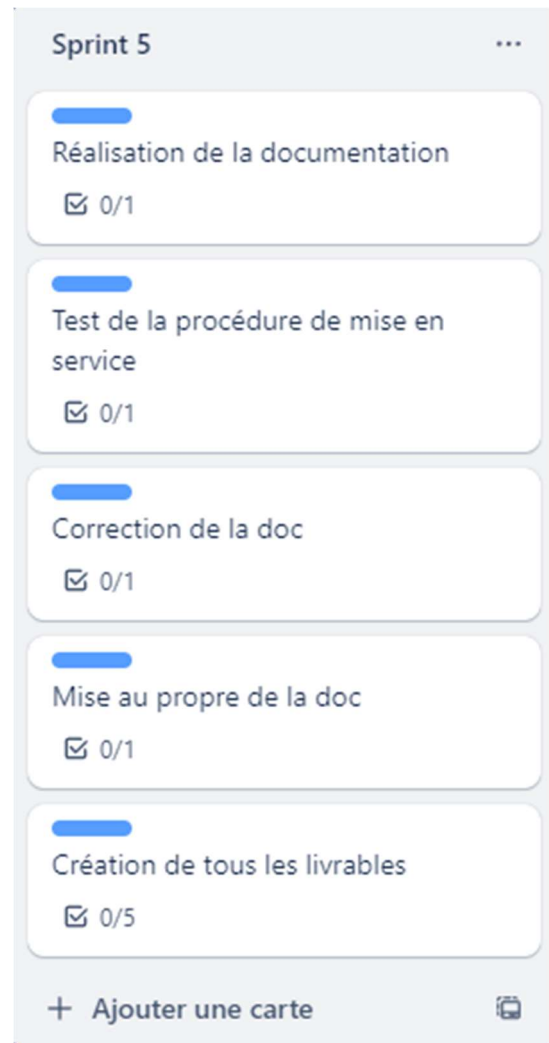 Sprint 5
Réalisation de la documentation
0/1
Test de la procédure de mise en
service
0/1
Correction de la doc
0/1
Mise au propre de la doc
0/1
Création de tous les livrables
0/5
+ Ajouter une carte